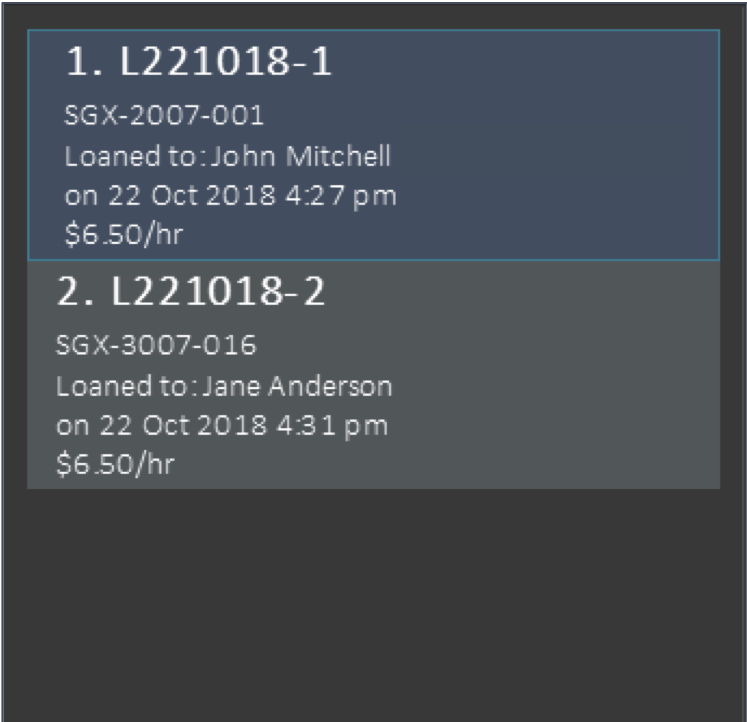 1. L221018-1
SGX-2007-001
Loaned to: John Mitchell
on 22 Oct 2018 4:27 pm
$6.50/hr
2. L221018-2
SGX-3007-016
Loaned to: Jane Anderson
on 22 Oct 2018 4:31 pm
$6.50/hr